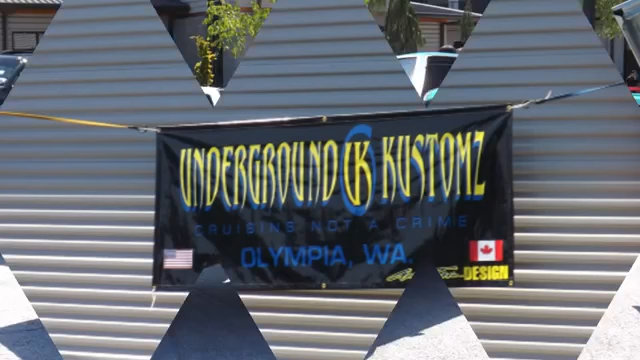 UNDERGROUND UK KUSTOMZ
CRUISINS NOT A CRIME
OLYMPIA, WA.
DESIGN